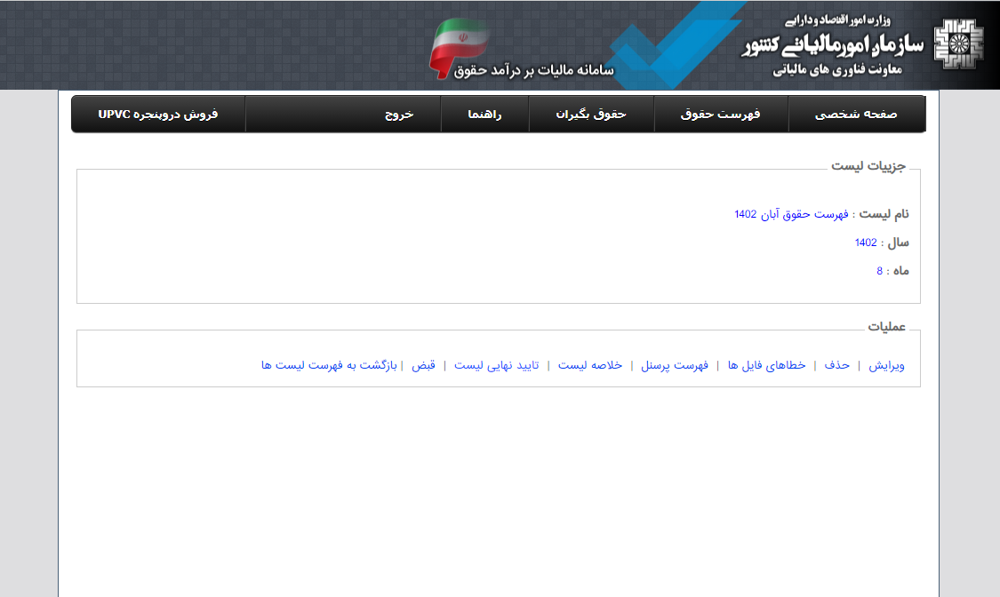 وزارت امور اقتصاد و دارایی
سازمان امور مالیاتی کشور
معاونت فناوری های مالیاتی
سامانه مالیات بر درآمد حقوق
صفحه شخصی
فهرست حقوق
حقوق بگیران
راهنما
خروج
فروش دروپنجره UPVC
جزییات لیست
نام لیست : فهرست حقوق آبان 1402
سال : 1402
ماه : 8
عملیات
ویرایش | حذف | خطاهای فایل ها | فهرست پرسنل | خلاصه لیست | تایید نهایی لیست | قبض | بازگشت به فهرست لیست ها